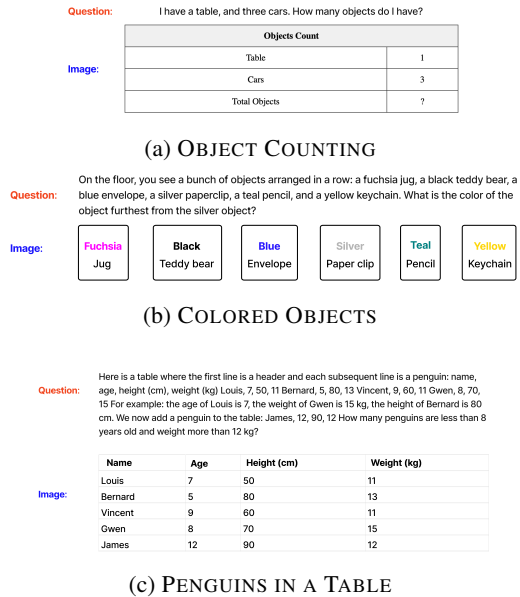 Question: I have a table, and three cars. How many objects do I have?
Image:
Objects Count
Table 1
Cars 3
Total Objects ?
(a) OBJECT COUNTING
Question:
On the floor, you see a bunch of objects arranged in a row: a fuchsia jug, a black teddy bear, a
blue envelope, a silver paperclip, a teal pencil, and a yellow keychain. What is the color of the
object furthest from the silver object?
Image:
Fuchsia Black Blue Silver Teal Yellow
Jug Teddy bear Envelope Paper clip Pencil Keychain
(b) COLORED OBJECTS
Question:
Here is a table where the first line is a header and each subsequent line is a penguin: name,
age, height (cm), weight (kg) Louis, 7, 50, 11 Bernard, 5, 80, 13 Vincent, 9, 60, 11 Gwen, 8, 70,
15 For example: the age of Louis is 7, the weight of Gwen is 15 kg, the height of Bernard is 80
cm. We now add a penguin to the table: James, 12, 90, 12 How many penguins are less than 8
years old and weight more than 12 kg?
Image:
Name Age Height (cm) Weight (kg)
Louis 7 50 11
Bernard 5 80 13
Vincent 9 60 11
Gwen 8 70 15
James 12 90 12
(c) PENGUINS IN A TABLE